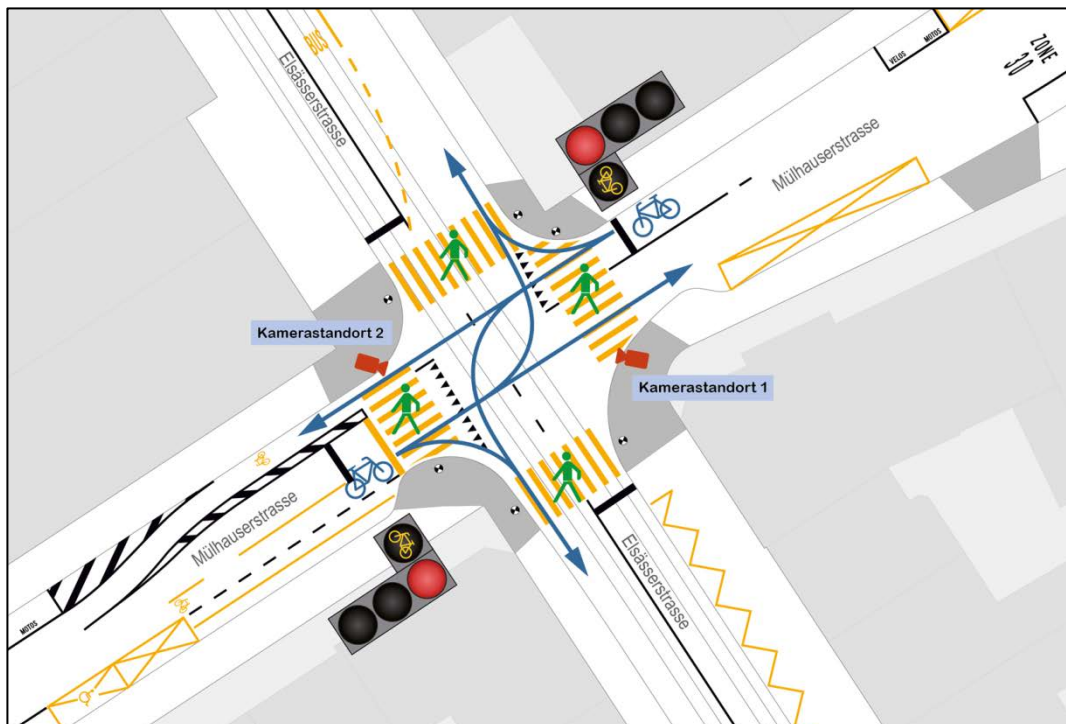 BUS
Elsässerstrasse
VELOS
MOTOS
ZONE
30
Mülhauserstrasse
Kamerastandort 2
Kamerastandort 1
Mülhauserstrasse
Elsässerstrasse
MOTOS